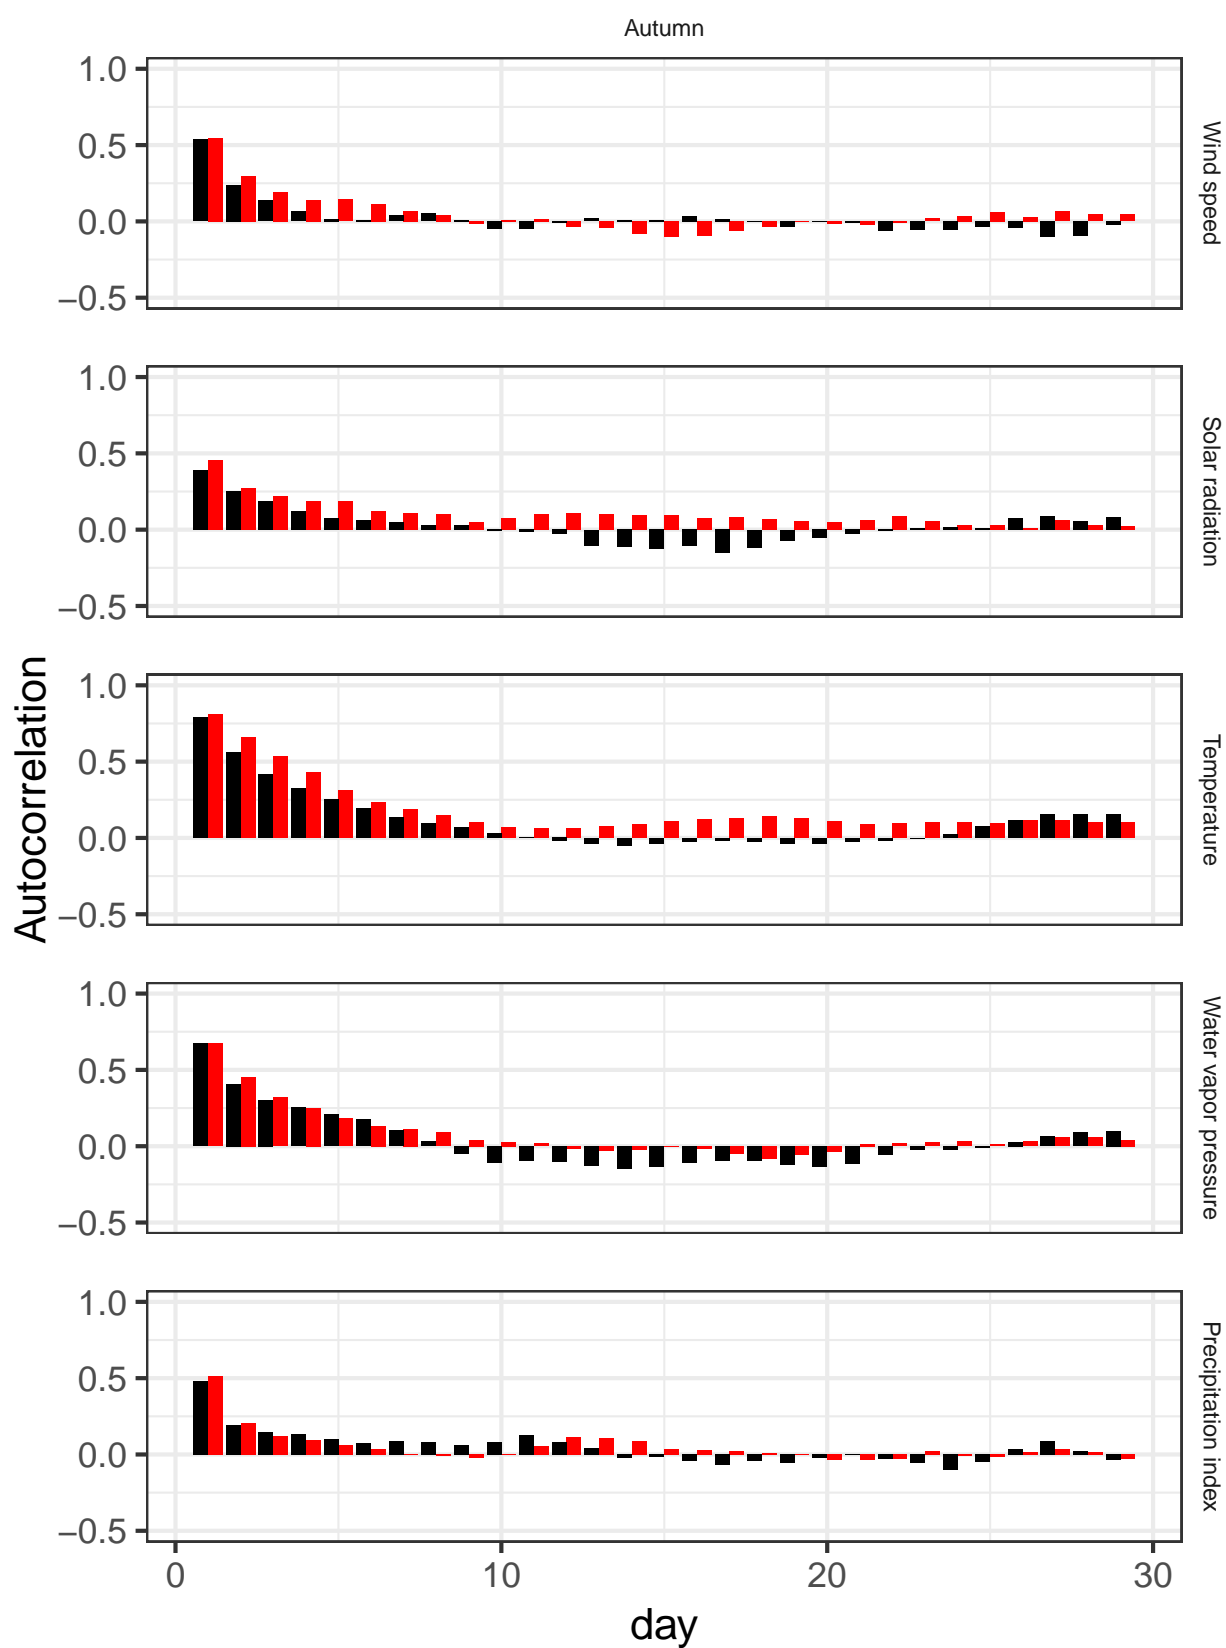 Autumn
1.0
0.5
0.0
−0.5
Wind speed
1.0
0.5
0.0
−0.5
Solar radiation
Autocorrelation
1.0
0.5
0.0
−0.5
Temperature
1.0
0.5
0.0
−0.5
Water vapor pressure
1.0
0.5
0.0
−0.5
Precipitation index
0 10 20 30
day